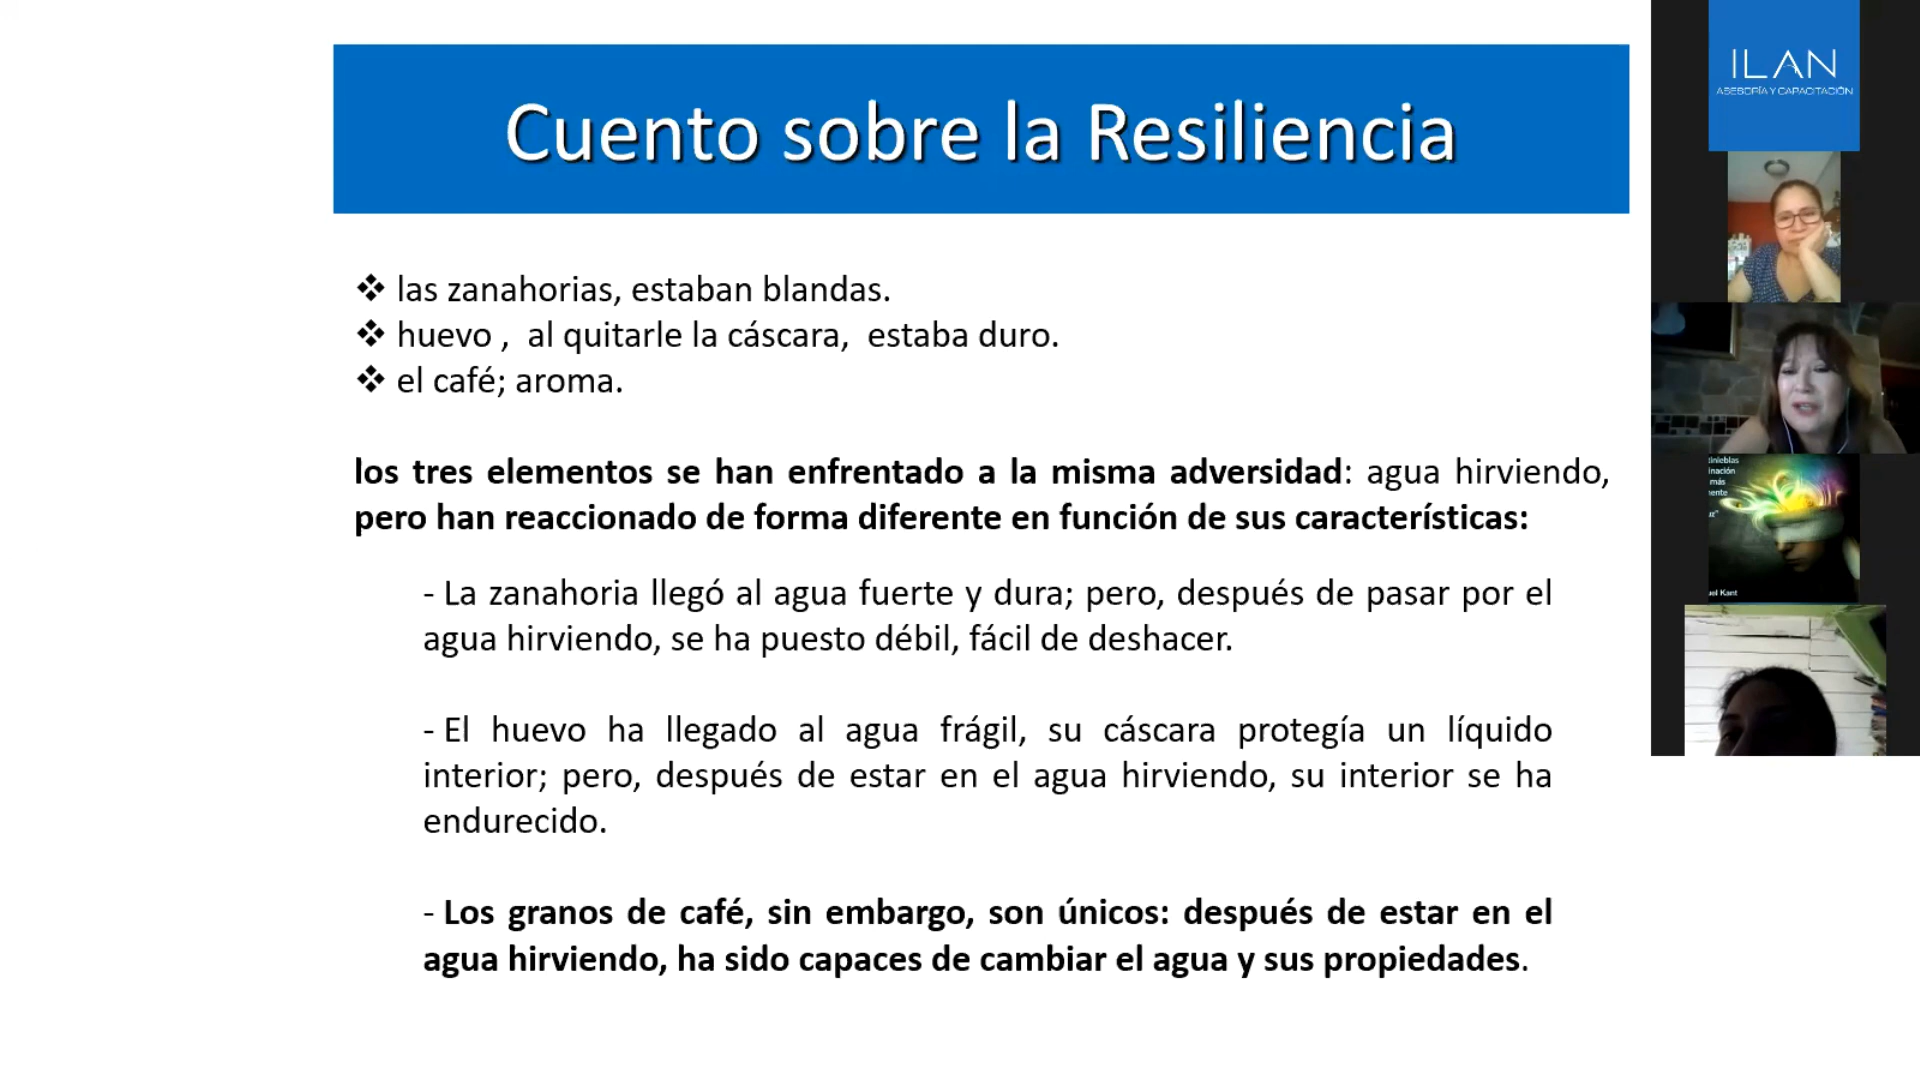 Cuento sobre la Resiliencia
❖ las zanahorias, estaban blandas.
❖ huevo , al quitarle la cáscara, estaba duro.
❖ el café; aroma.
los tres elementos se han enfrentado a la misma adversidad: agua hirviendo,
pero han reaccionado de forma diferente en función de sus características:
- La zanahoria llegó al agua fuerte y dura; pero, después de pasar por el
agua hirviendo, se ha puesto débil, fácil de deshacer.
- El huevo ha llegado al agua frágil, su cáscara protegía un líquido
interior; pero, después de estar en el agua hirviendo, su interior se ha
endurecido.
- Los granos de café, sin embargo, son únicos: después de estar en el
agua hirviendo, ha sido capaces de cambiar el agua y sus propiedades.
ILAN
ASESORÍA Y CAPACITACIÓN
más
Kant